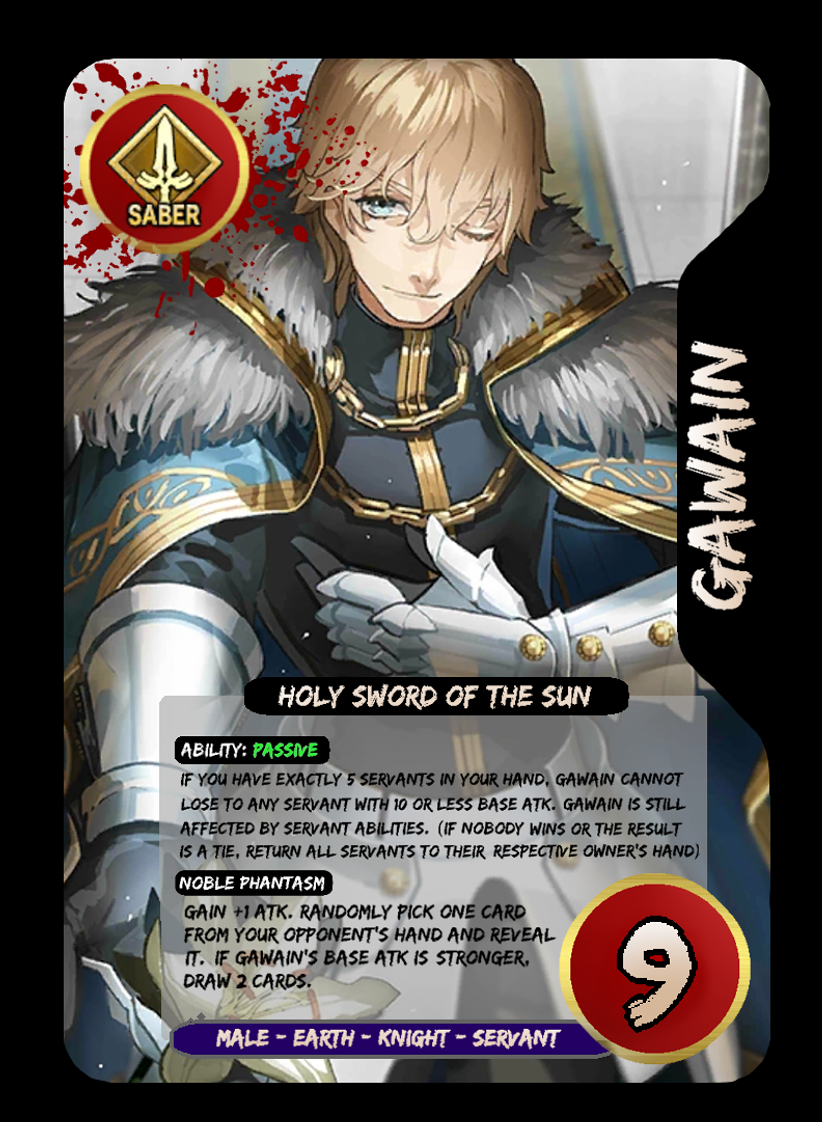 SABER
GAWAIN
HOLY SWORD OF THE SUN
ABILITY: PASSIVE
IF YOU HAVE EXACTLY 5 SERVANTS IN YOUR HAND, GAWAIN CANNOT
LOSE TO ANY SERVANT WITH 10 OR LESS BASE ATK. GAWAIN IS STILL
AFFECTED BY SERVANT ABILITIES. (IF NOBODY WINS OR THE RESULT
IS A TIE, RETURN ALL SERVANTS TO THEIR RESPECTIVE OWNER'S HAND)
NOBLE PHANTASM
GAIN +1 ATK. RANDOMLY PICK ONE CARD
FROM YOUR OPPONENT'S HAND AND REVEAL
IT. IF GAWAIN'S BASE ATK IS STRONGER,
DRAW 2 CARDS.
9
MALE - EARTH - KNIGHT - SERVANT